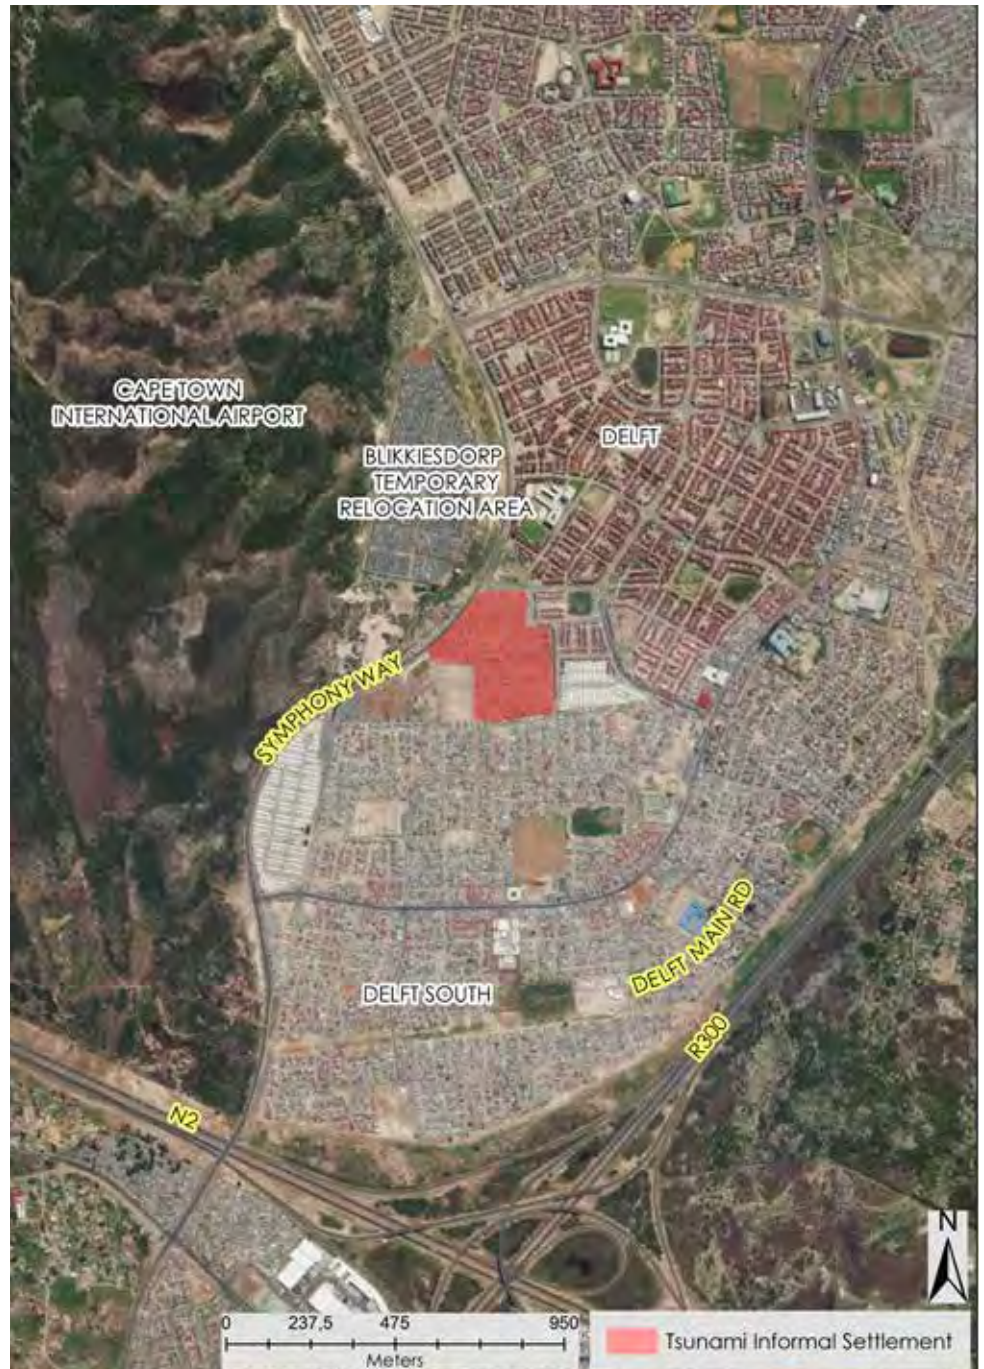 CAPE TOWN
INTERNATIONAL AIRPORT
DELFT
BLIKKIESDORP
TEMPORARY
RELOCATION AREA
SYMPHONY WAY
DELFT MAIN RD
DELFT SOUTH
R300
N2
N
0 237,5 475 950
Meters
Tsunami Informal Settlement